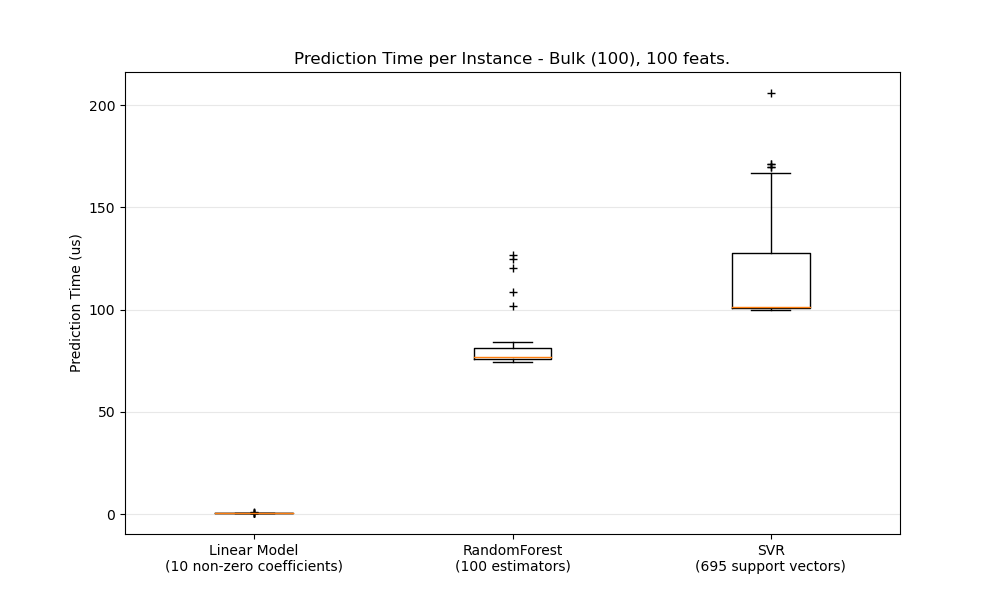 Prediction Time per Instance - Bulk (100), 100 feats.
Prediction Time (us)
200
150
100
50
0
Linear Model
(10 non-zero coefficients)
RandomForest
(100 estimators)
SVR
(695 support vectors)